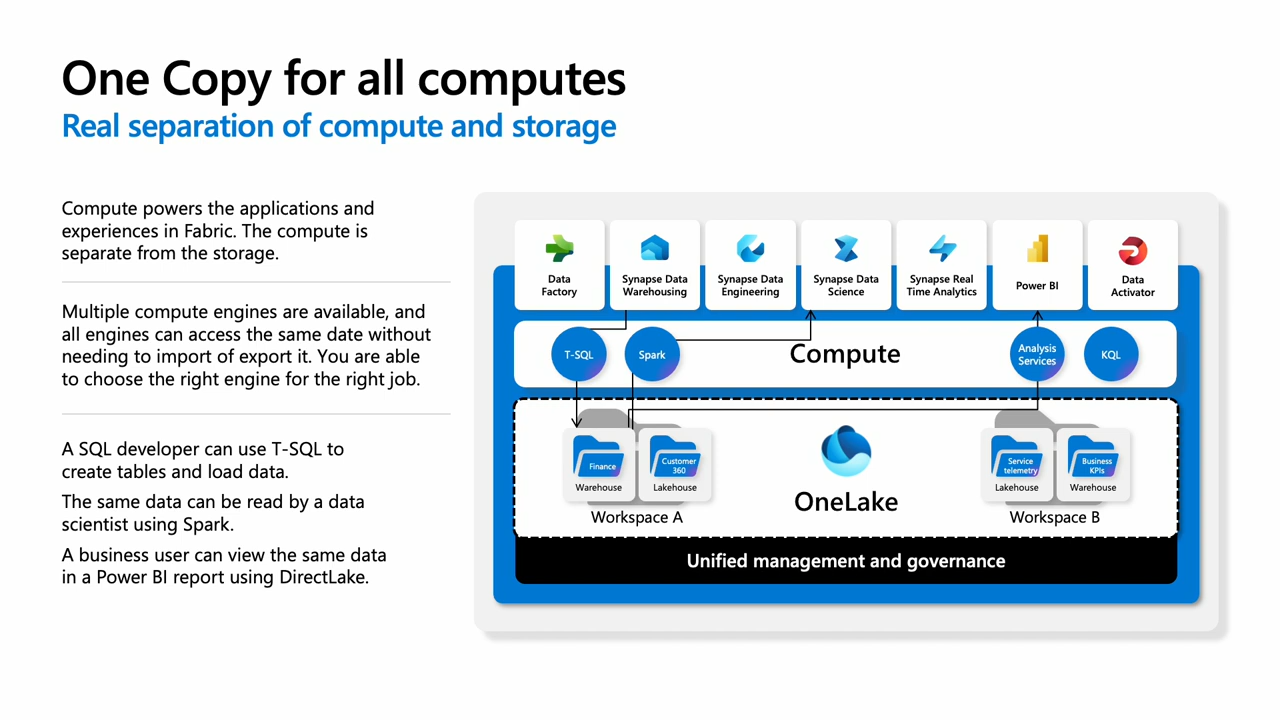 One Copy for all computes
Real separation of compute and storage
Compute powers the applications and
experiences in Fabric. The compute is
separate from the storage.
Multiple compute engines are available, and
all engines can access the same date without
needing to import of export it. You are able
to choose the right engine for the right job.
A SQL developer can use T-SQL to
create tables and load data.
The same data can be read by a data
scientist using Spark.
A business user can view the same data
in a Power BI report using DirectLake.
Data
Factory
Synapse Data
Warehousing
Synapse Data
Engineering
Synapse Data
Science
Synapse Real
Time Analytics
Power BI
Data
Activator
T-SQL
Spark
Compute
Analysis
Services
KQL
Finance
Warehouse
Customer
360
Lakehouse
Workspace A
OneLake
Service
telemetry
Lakehouse
Business
KPIs
Warehouse
Workspace B
Unified management and governance